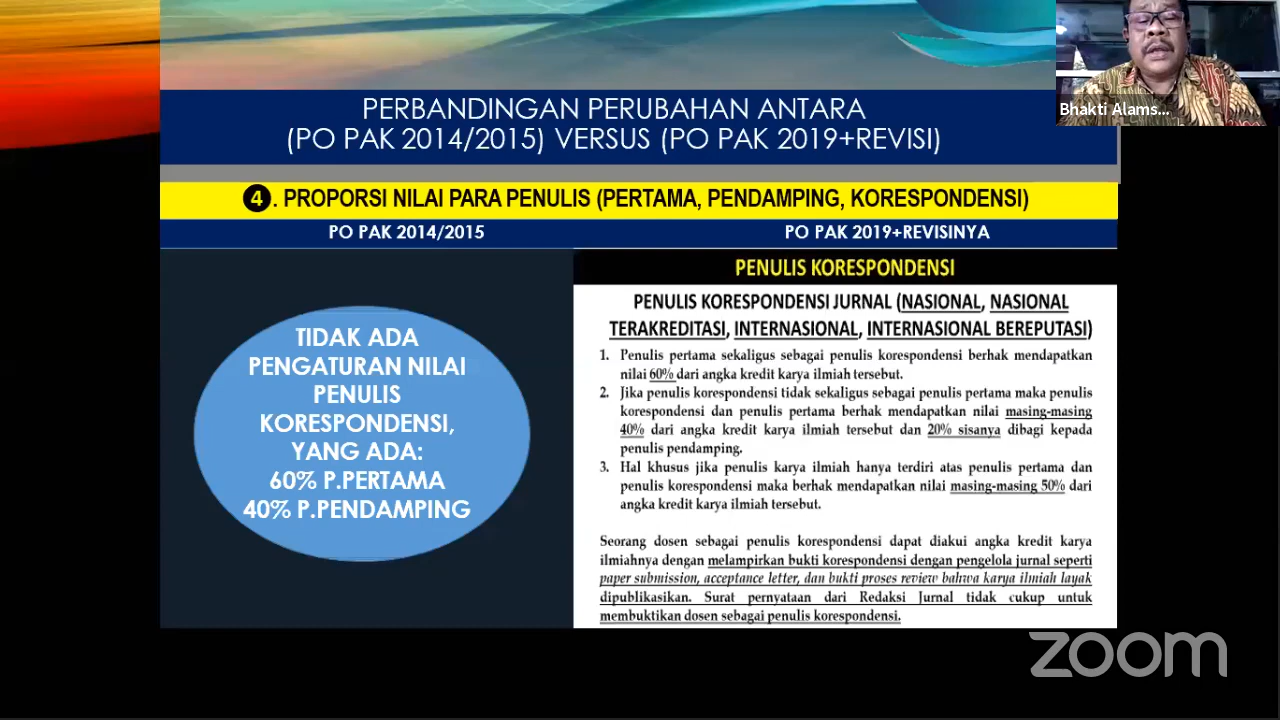 PERBANDINGAN PERUBAHAN ANTARA
(PO PAK 2014/2015) VERSUS (PO PAK 2019+REVISI)
Bhakti Alams...
4. PROPORSI NILAI PARA PENULIS (PERTAMA, PENDAMPING, KORESPONDENSI)
PO PAK 2014/2015
PO PAK 2019+REVISINYA
TIDAK ADA
PENGATURAN NILAI
PENULIS
KORESPONDENSI,
YANG ADA:
60% P.PERTAMA
40% P.PENDAMPING
PENULIS KORESPONDENSI
PENULIS KORESPONDENSI JURNAL (NASIONAL, NASIONAL
TERAKREDITASI, INTERNASIONAL, INTERNASIONAL BEREPUTASI)
1. Penulis pertama sekaligus sebagai penulis korespondensi berhak mendapatkan
nilai 60% dari angka kredit karya ilmiah tersebut.
2. Jika penulis korespondensi tidak sekaligus sebagai penulis pertama maka penulis
korespondensi dan penulis pertama berhak mendapatkan nilai masing-masing
40% dari angka kredit karya ilmiah tersebut dan 20% sisanya dibagi kepada
penulis pendamping.
3. Hal khusus jika penulis karya ilmiah hanya terdiri atas penulis pertama dan
penulis korespondensi maka berhak mendapatkan nilai masing-masing 50% dari
angka kredit karya ilmiah tersebut.
Seorang dosen sebagai penulis korespondensi dapat diakui angka kredit karya
ilmiahnya dengan melampirkan bukti korespondensi dengan pengelola jurnal seperti
paper submission, acceptance letter, dan bukti proses review bahwa karya ilmiah layak
dipublikasikan. Surat pernyataan dari Redaksi Jurnal tidak cukup untuk
membuktikan dosen sebagai penulis korespondensi.
zoom